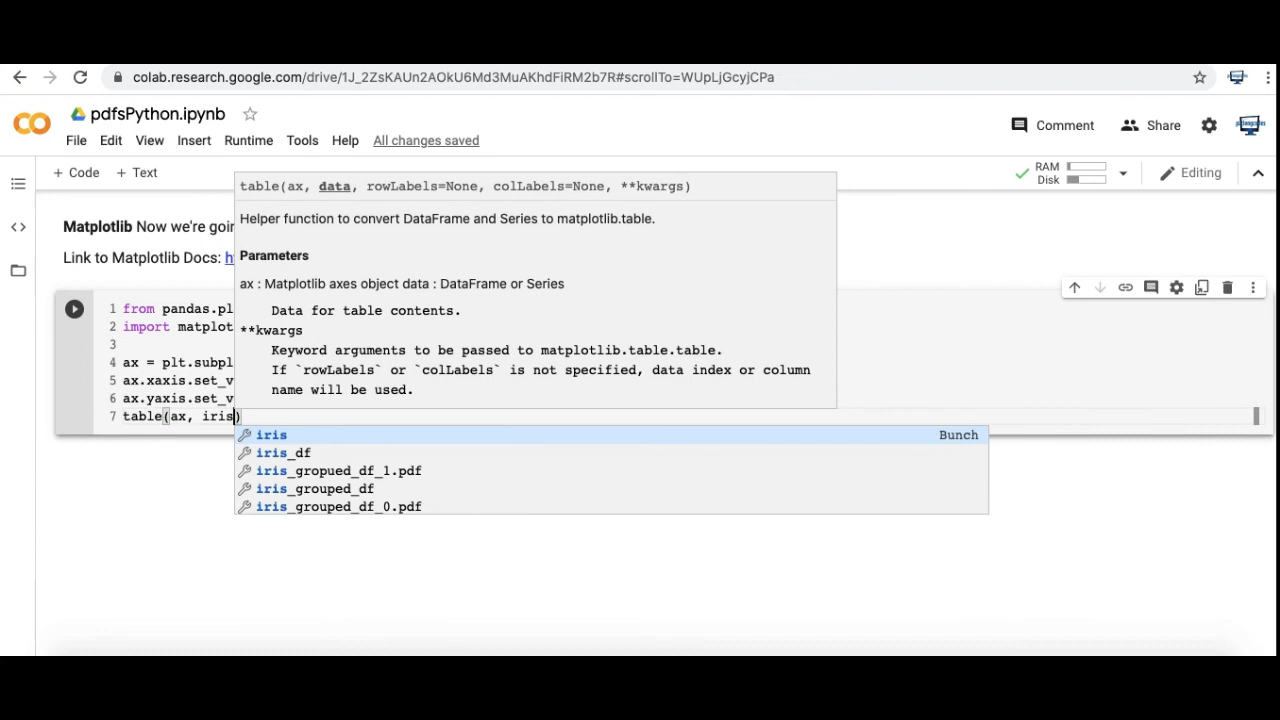 colab.research.google.com/drive/1J_2ZsKAUn2AOkU6Md3MuAKhdFiRM2b7R#scrollTo=WUpLjGcyjCPa
pdfsPython.ipynb
Comment
Share
File Edit View Insert Runtime Tools Help All changes saved
+ Code + Text
RAM
Disk
Editing
table(ax, data, rowLabels=None, colLabels=None, **kwargs)
Helper function to convert DataFrame and Series to matplotlib.table.
Matplotlib Now we're goin
Parameters
Link to Matplotlib Docs: h
ax : Matplotlib axes object data : DataFrame or Series
Data for table contents.
**kwargs
Keyword arguments to be passed to matplotlib.table.table.
If `rowLabels` or `colLabels` is not specified, data index or column
name will be used.
1 from pandas.pl
2 import matplot
3
4 ax = plt.subpl
5 ax.xaxis.set_v
6 ax.yaxis.set_v
7 table(ax, iris)
iris Bunch
iris_df
iris_gropued_df_1.pdf
iris_grouped_df
iris_grouped_df_0.pdf